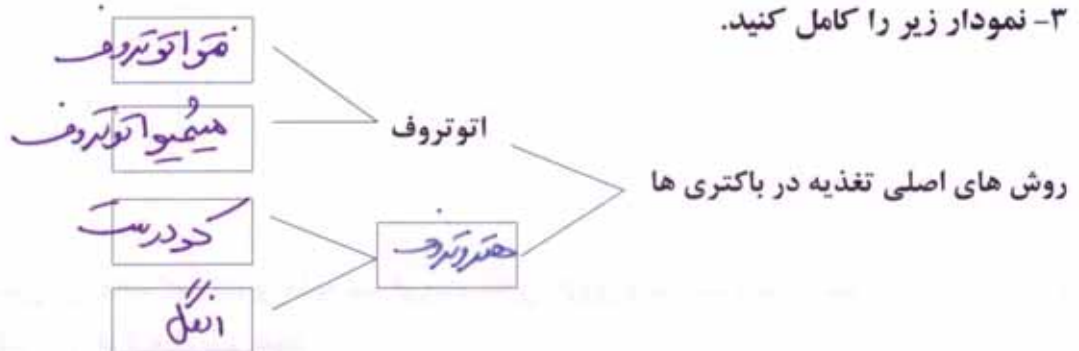 ۳- نمودار زیر را کامل کنید.
فتواتوتروف
شیمیواتوتروف
اتوتروف
روش های اصلی تغذیه در باکتری ها
هتروتروف
کودرست
انگل